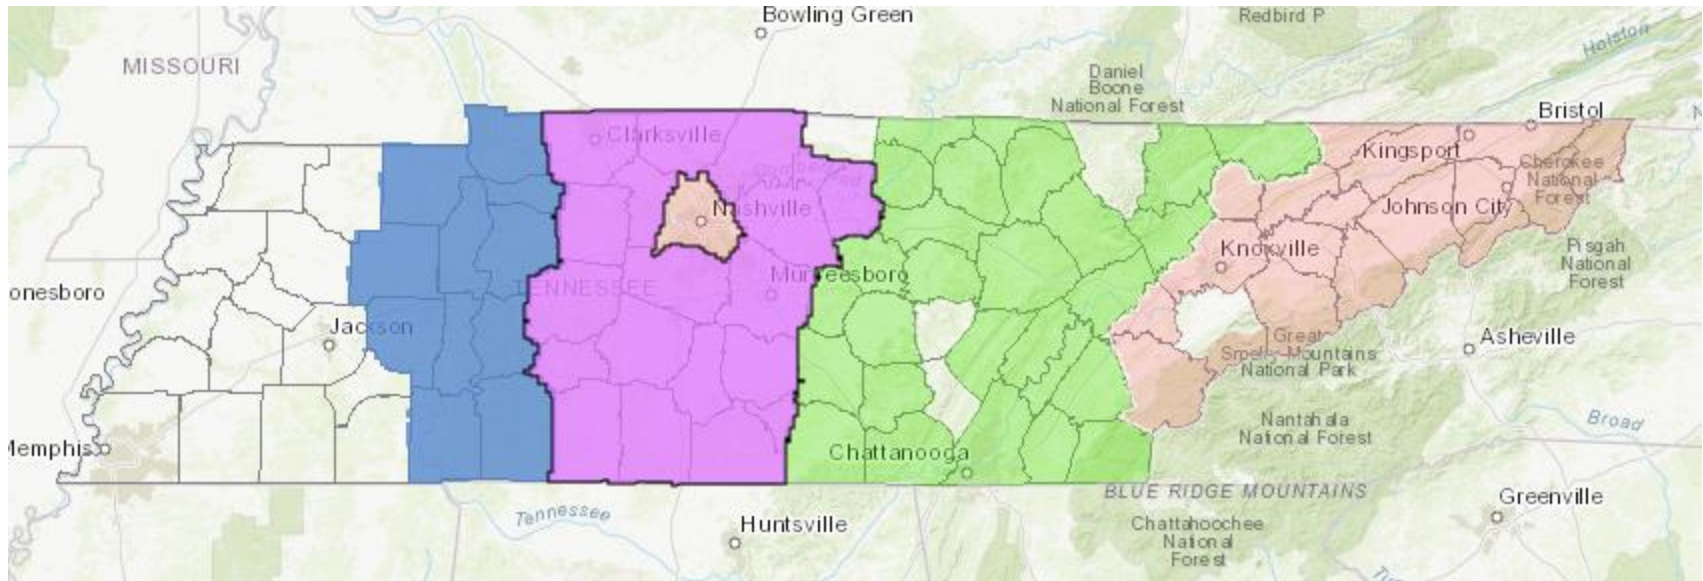 Bowling Green
Redbird P
Holston
MISSOURI
Daniel
Boone
National Forest
Bristol
Clarksville
Kingsport
Cherokee
National
Forest
Nashville
Johnson City
Knoxville
Pisgah
National
Forest
Murfreesboro
TENNESSEE
onesboro
Jackson
Great
Smoky Mountains
National Park
Asheville
Nantahala
National Forest
Broad
Memphis
Chattanooga
BLUE RIDGE MOUNTAINS
Greenville
Tennessee
Huntsville
Chattahoochee
National
Forest